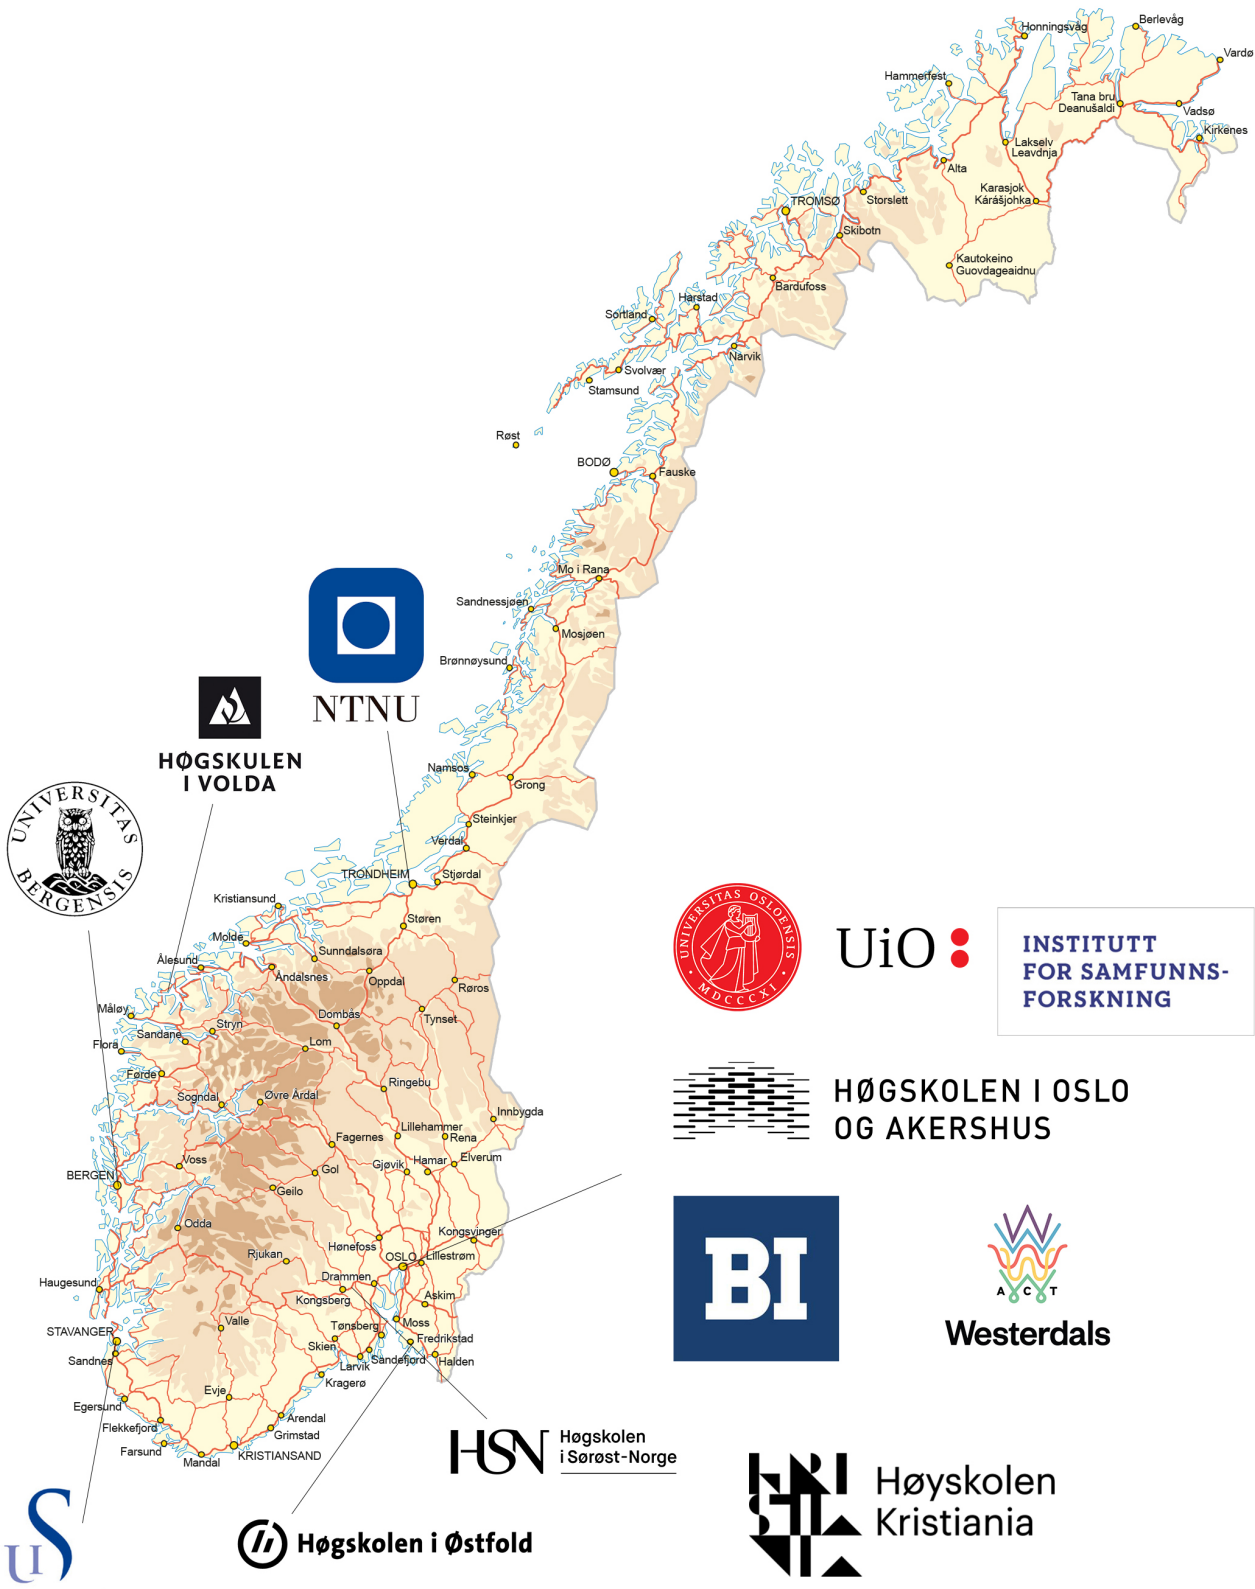 Berlevåg
Honningsvåg
Vardø
Hammerfest
Tana bru
Deanušaldi
Vadsø
Kirkenes
Lakselv
Leavdnja
Alta
Karasjok
Kárášjohka
Storslett
TROMSØ
Skibotn
Kautokeino
Guovdageaidnu
Bardufoss
Harstad
Sortland
Narvik
Svolvær
Stamsund
Røst
BODØ
Fauske
Mo i Rana
Sandnessjøen
Mosjøen
Brønnøysund
NTNU
HØGSKULEN
I VOLDA
Namsos
Grong
UNIVERSITAS
BERGENSIS
Steinkjer
Verdal
TRONDHEIM
Stjørdal
Kristiansund
Støren
Molde
Sunndalsøra
Ålesund
Åndalsnes
Oppdal
Røros
Måløy
Stryn
Dombås
Tynset
Sandane
Flora
Lom
Førde
Ringebu
Sogndal
Øvre Årdal
Innbygda
Lillehammer
Fagernes
Rena
Voss
Gjøvik
Hamar
Elverum
BERGEN
Gol
Geilo
Odda
Kongsvinger
Hønefoss
Rjukan
OSLO
Lillestrøm
Haugesund
Drammen
Kongsberg
Askim
Valle
Tønsberg
Moss
STAVANGER
Skien
Fredrikstad
Sandnes
Larvik
Sandefjord
Halden
Kragerø
Evje
Egersund
Arendal
Flekkefjord
Grimstad
Farsund
Mandal
KRISTIANSAND
UNIVERSITAS OSLOENSIS
MDCCCXI
UiO
INSTITUTT
FOR SAMFUNNS-
FORSKNING
HØGSKOLEN I OSLO
OG AKERSHUS
BI
A C T
Westerdals
HSN
Høgskolen
i Sørøst-Norge
KRI
STI
Høyskolen
Kristiania
UiS
Høgskolen i Østfold